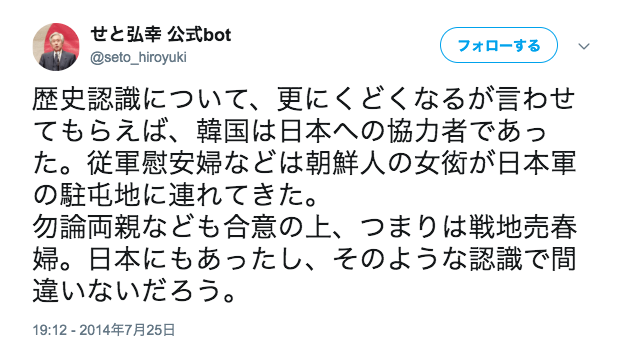 せと弘幸 公式bot
@seto_hiroyuki
フォローする
歴史認識について、更にくどくなるが言わせ
てもらえば、韓国は日本への協力者であっ
た。従軍慰安婦などは朝鮮人の女衒が日本軍
の駐屯地に連れてきた。
勿論両親なども合意の上、つまりは戦地売春
婦。日本にもあったし、そのような認識で間
違いないだろう。
19:12 - 2014年7月25日